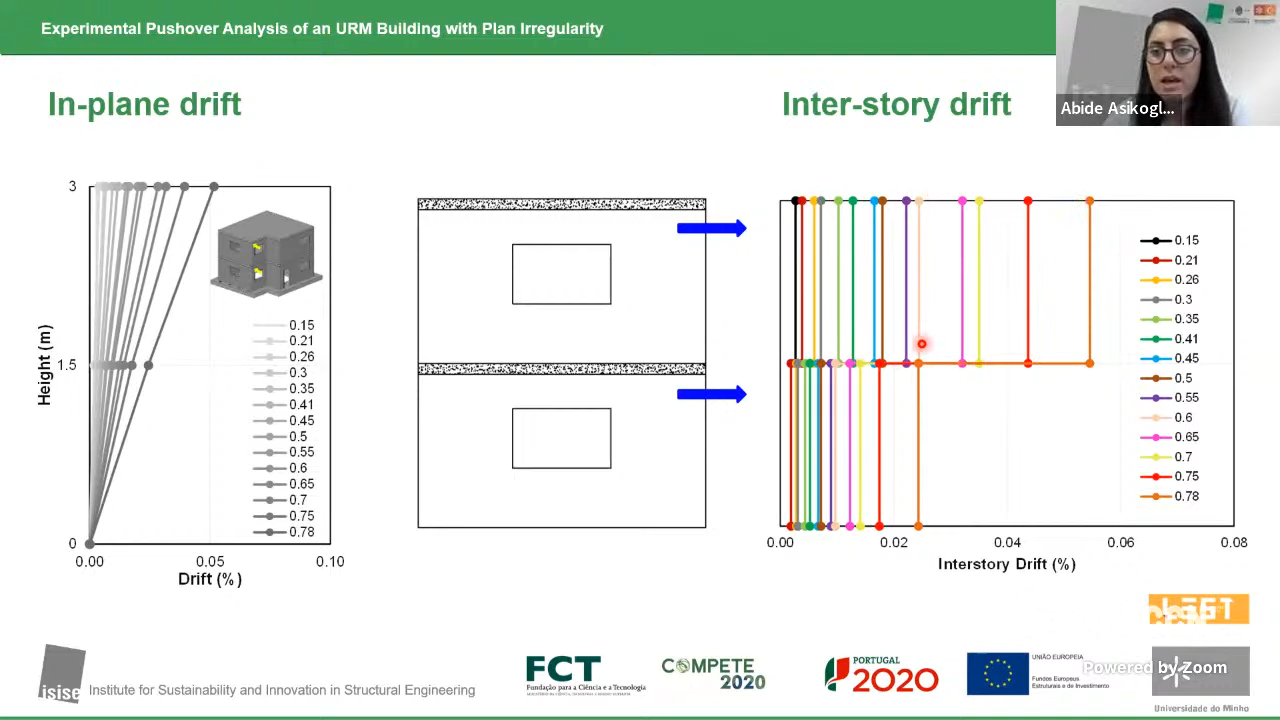 Experimental Pushover Analysis of an URM Building with Plan Irregularity
Abide Asikogl...
In-plane drift
Inter-story drift
3
1.5
0
Height (m)
0.15
0.21
0.26
0.3
0.35
0.41
0.45
0.5
0.55
0.6
0.65
0.7
0.75
0.78
0.00
0.05
0.10
Drift (%)
0.15
0.21
0.26
0.3
0.35
0.41
0.45
0.5
0.55
0.6
0.65
0.7
0.75
0.78
0.00
0.02
0.04
0.06
0.08
Interstory Drift (%)
isise
Institute for Sustainability and Innovation in Structural Engineering
FCT
Fundação para a Ciência e a Tecnologia
COMPETE
2020
PORTUGAL
2020
UNIÃO EUROPEIA
Fundos Europeus
Estruturais e de Investimento
Powered by Zoom
Universidade do Minho